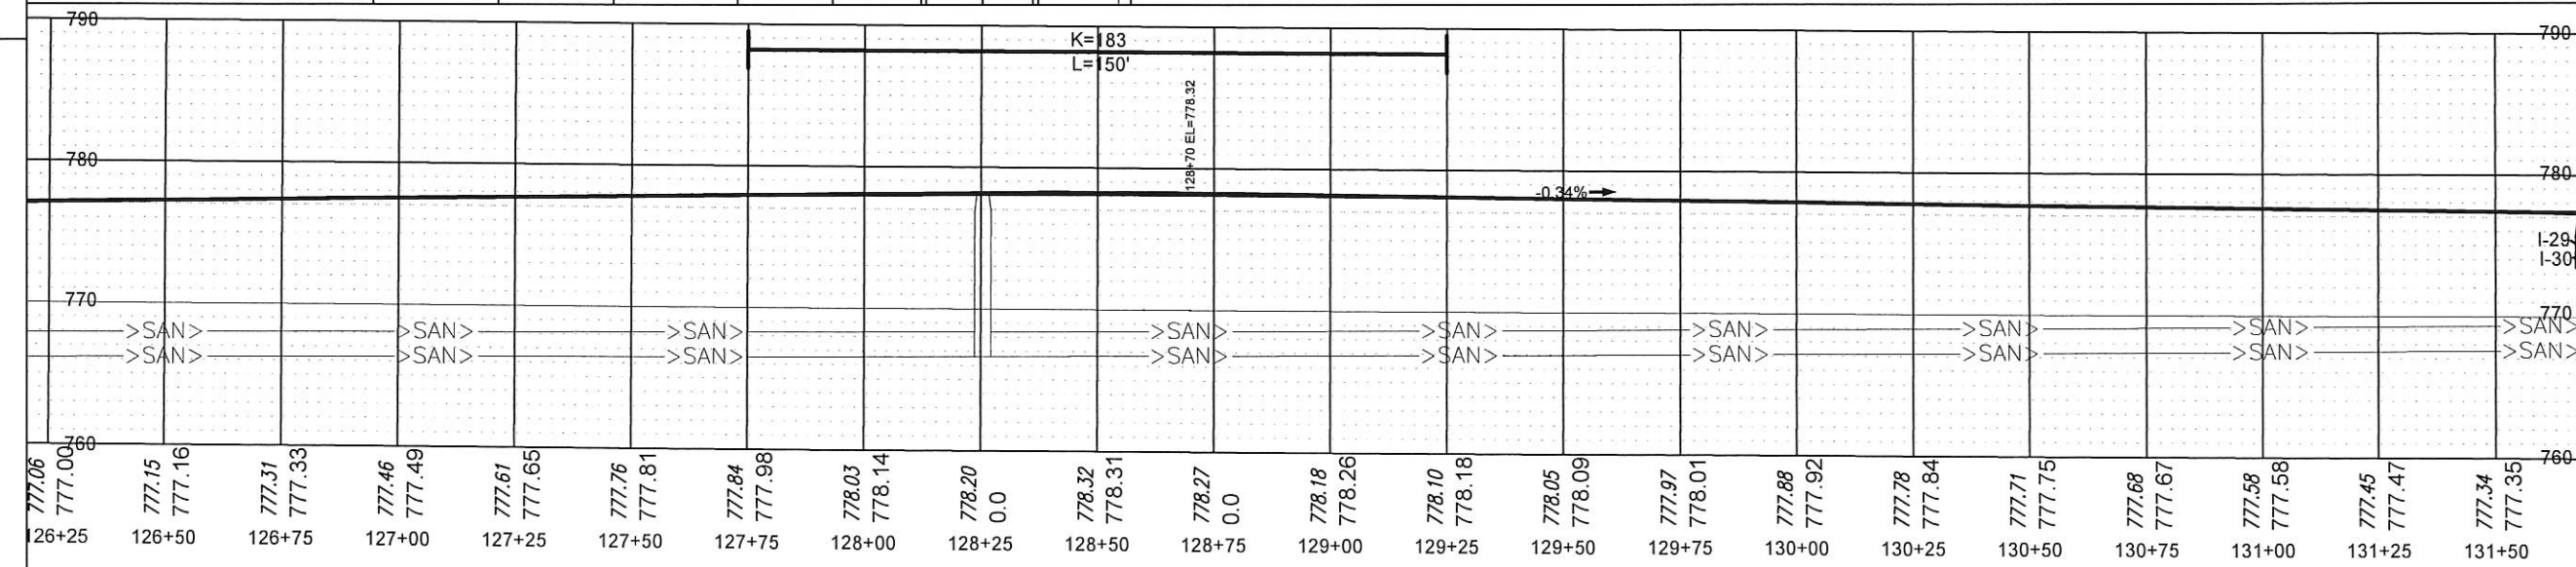 790 790
K=183
L=150'
128+70 EL=778.32
780 780
-0.34%
I-29
I-30
770 770
>SAN> >SAN> >SAN> >SAN> >SAN> >SAN> >SAN> >SAN> >SAN>
>SAN> >SAN> >SAN> >SAN> >SAN> >SAN> >SAN> >SAN> >SAN>
760 760
777.06 777.15 777.31 777.46 777.61 777.76 777.84 778.03 778.20 778.32 778.27 778.18 778.10 778.05 777.97 777.88 777.78 777.71 777.68 777.58 777.45 777.34
777.00 777.16 777.33 777.49 777.65 777.81 777.98 778.14 0.0 778.31 0.0 778.26 778.18 778.09 778.01 777.92 777.84 777.75 777.67 777.58 777.47 777.35
126+25 126+50 126+75 127+00 127+25 127+50 127+75 128+00 128+25 128+50 128+75 129+00 129+25 129+50 129+75 130+00 130+25 130+50 130+75 131+00 131+25 131+50